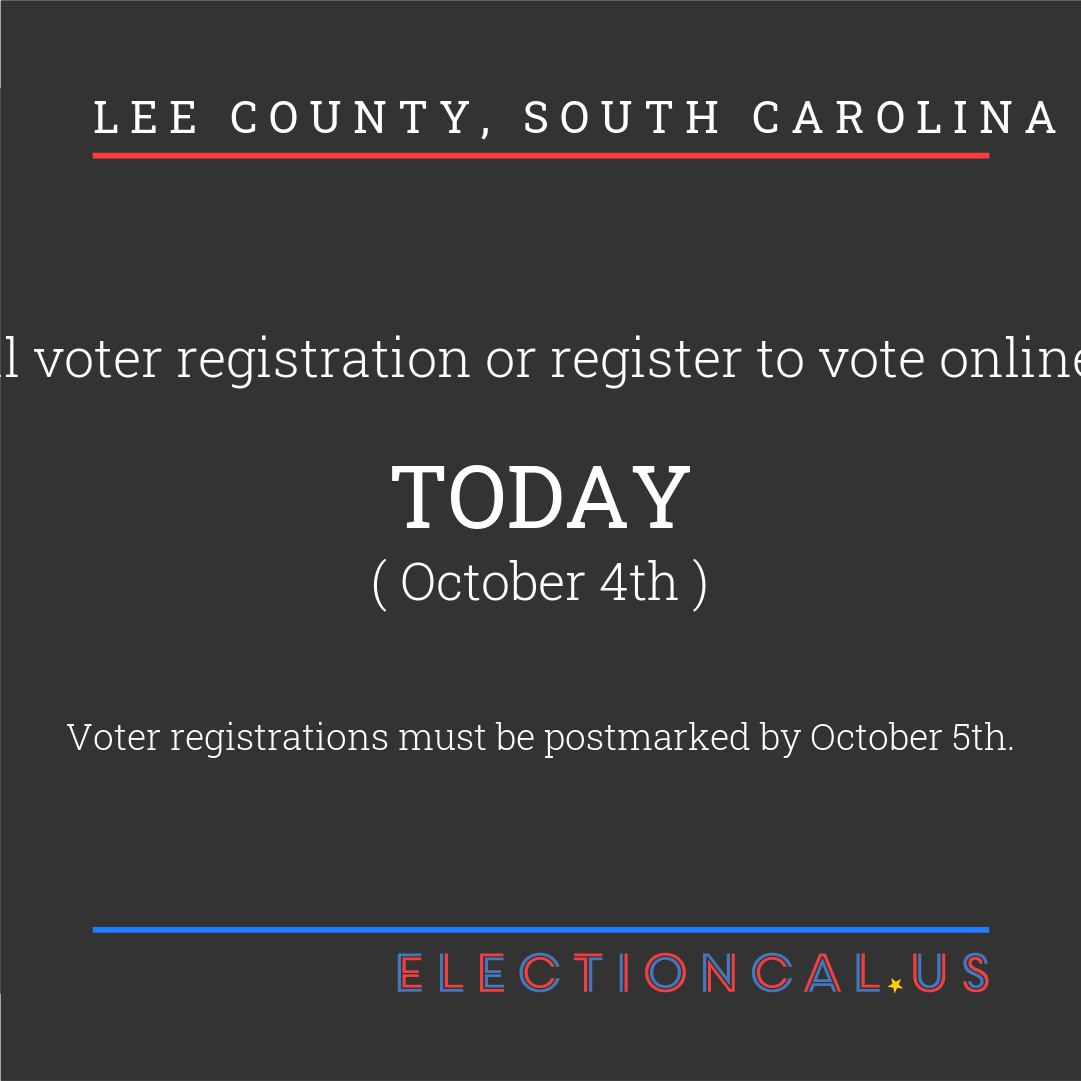 LEE COUNTY, SOUTH CAROLINA
l voter registration or register to vote online
TODAY
( October 4th )
Voter registrations must be postmarked by October 5th.
ELECTIONCAL.US